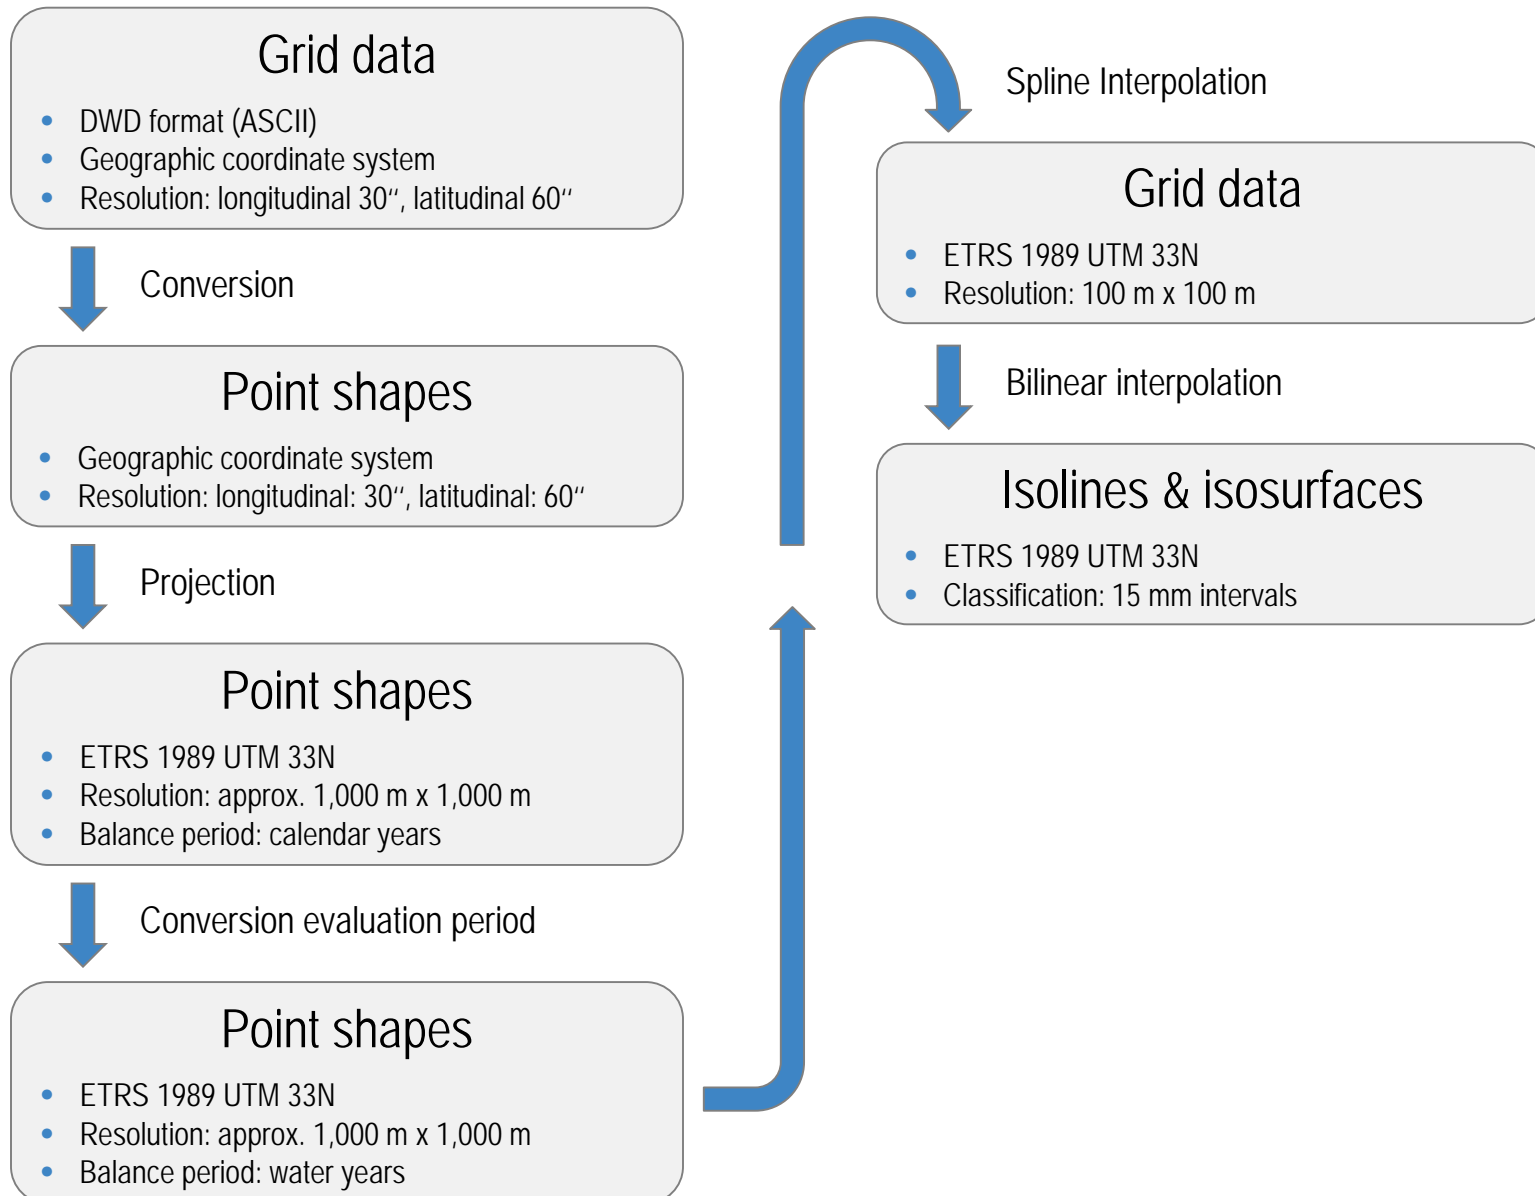 Grid data
• DWD format (ASCII)
• Geographic coordinate system
• Resolution: longitudinal 30“, latitudinal 60“
Conversion
Point shapes
• Geographic coordinate system
• Resolution: longitudinal: 30“, latitudinal: 60“
Projection
Point shapes
• ETRS 1989 UTM 33N
• Resolution: approx. 1,000 m x 1,000 m
• Balance period: calendar years
Conversion evaluation period
Point shapes
• ETRS 1989 UTM 33N
• Resolution: approx. 1,000 m x 1,000 m
• Balance period: water years
Spline Interpolation
Grid data
• ETRS 1989 UTM 33N
• Resolution: 100 m x 100 m
Bilinear interpolation
Isolines & isosurfaces
• ETRS 1989 UTM 33N
• Classification: 15 mm intervals